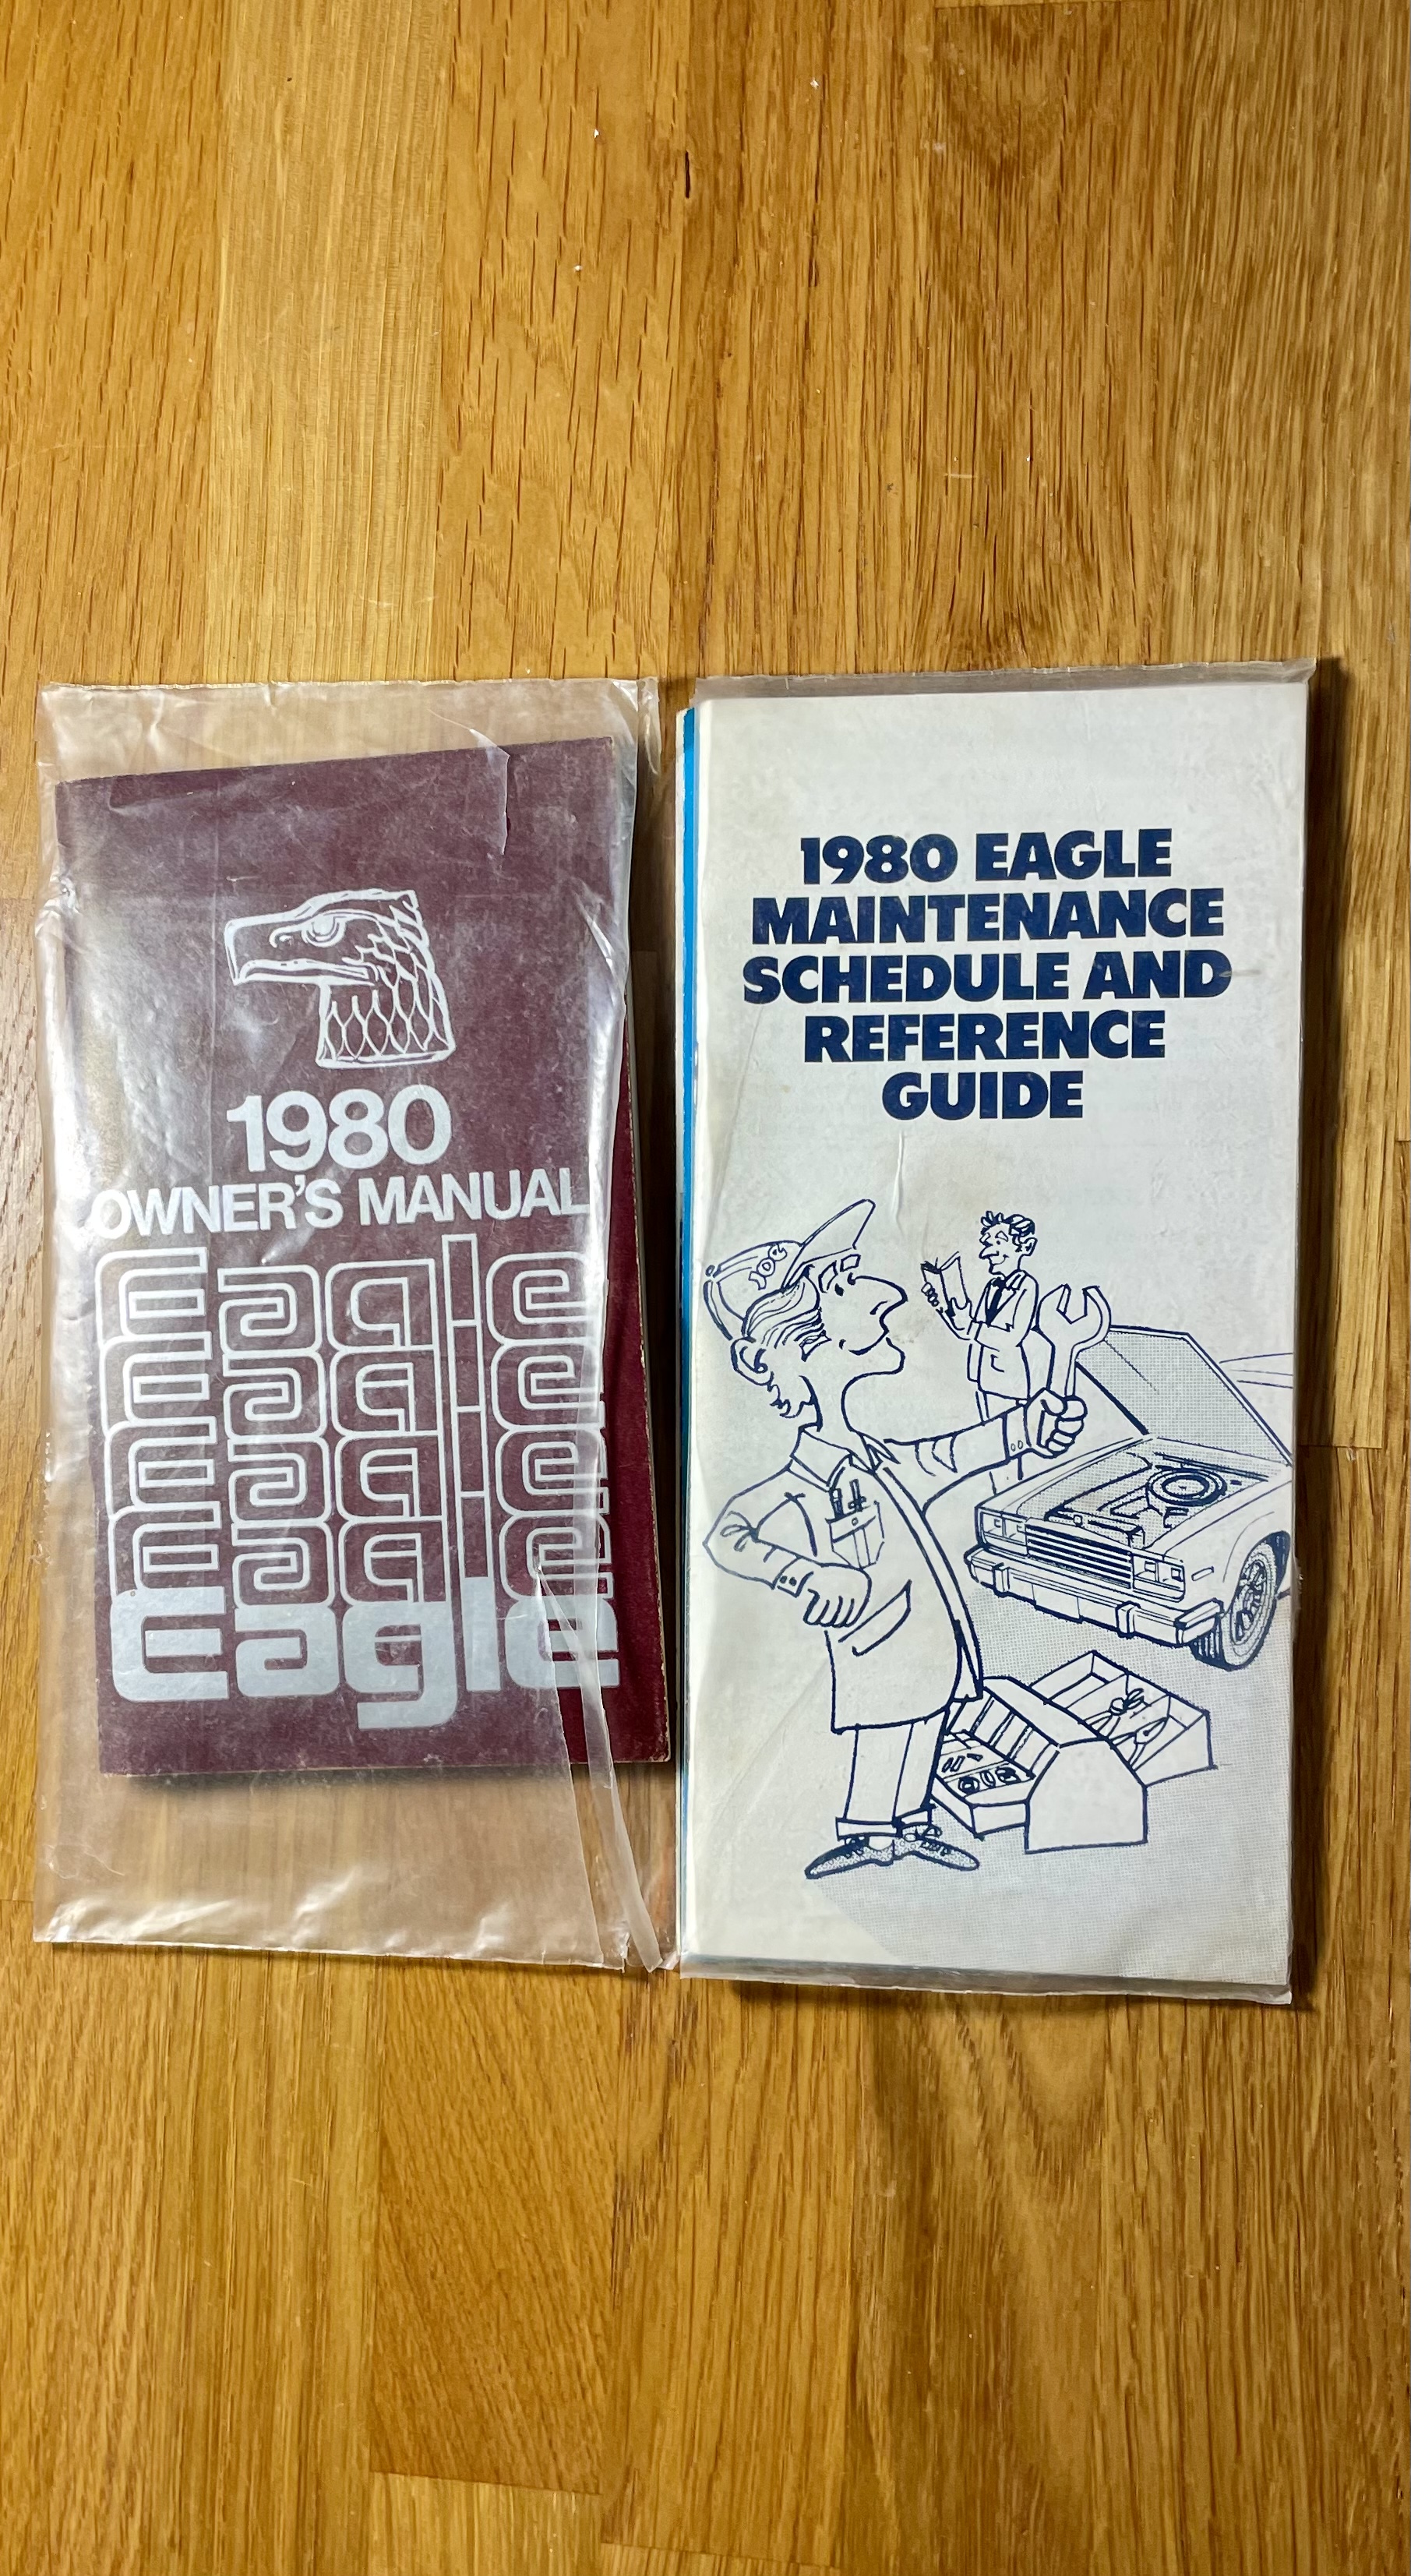 1980
OWNER'S MANUAL
Eagle
Eagle
Eagle
Eagle
Eagle
1980 EAGLE
MAINTENANCE
SCHEDULE AND
REFERENCE
GUIDE
JOE